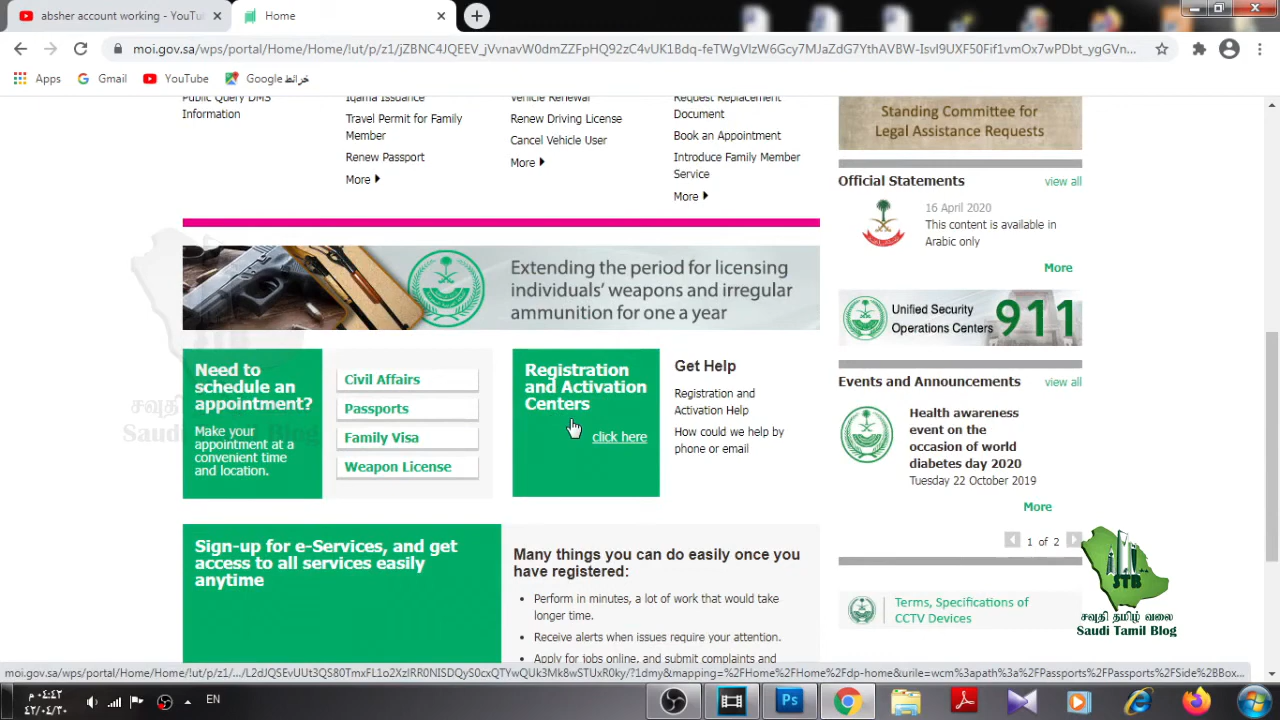 absher account working - YouTu
Home
moi.gov.sa/wps/portal/Home/Home/!ut/p/z1/jZBNC4JQEEV_jVvnavW0dmZZFpHQ92zC4vUK1Bdq-feTWgVlzW6Gcy7MJaZdG7YthAVBW-IsvI9UXF50Fif1vmOx7wPDbt_ygGVn...
Apps
Gmail
YouTube
Google خرائط
Public Query DMS
Information
Iqama Issuance
Travel Permit for Family
Member
Renew Passport
More
Vehicle Renewal
Renew Driving License
Cancel Vehicle User
More
Request Replacement
Document
Book an Appointment
Introduce Family Member
Service
More
Standing Committee for
Legal Assistance Requests
Official Statements
view all
16 April 2020
This content is available in
Arabic only
More
Extending the period for licensing
individuals' weapons and irregular
ammunition for one a year
Unified Security
Operations Centers
911
Need to
schedule an
appointment?
Make your
appointment at a
convenient time
and location.
Civil Affairs
Passports
Family Visa
Weapon License
Registration
and Activation
Centers
click here
Get Help
Registration and
Activation Help
How could we help by
phone or email
Events and Announcements
view all
Health awareness
event on the
occasion of world
diabetes day 2020
Tuesday 22 October 2019
More
1 of 2
Sign-up for e-Services, and get
access to all services easily
anytime
Many things you can do easily once you
have registered:
• Perform in minutes, a lot of work that would take
longer time.
• Receive alerts when issues require your attention.
• Apply for jobs online, and submit complaints and
Terms, Specifications of
CCTV Devices
STB
சவுதி தமிழ் வலை
Saudi Tamil Blog
சவுதி
Saudi Tamil Blog
EN
٠٤:٤٢ م
٤٢/٠٤/٢٠